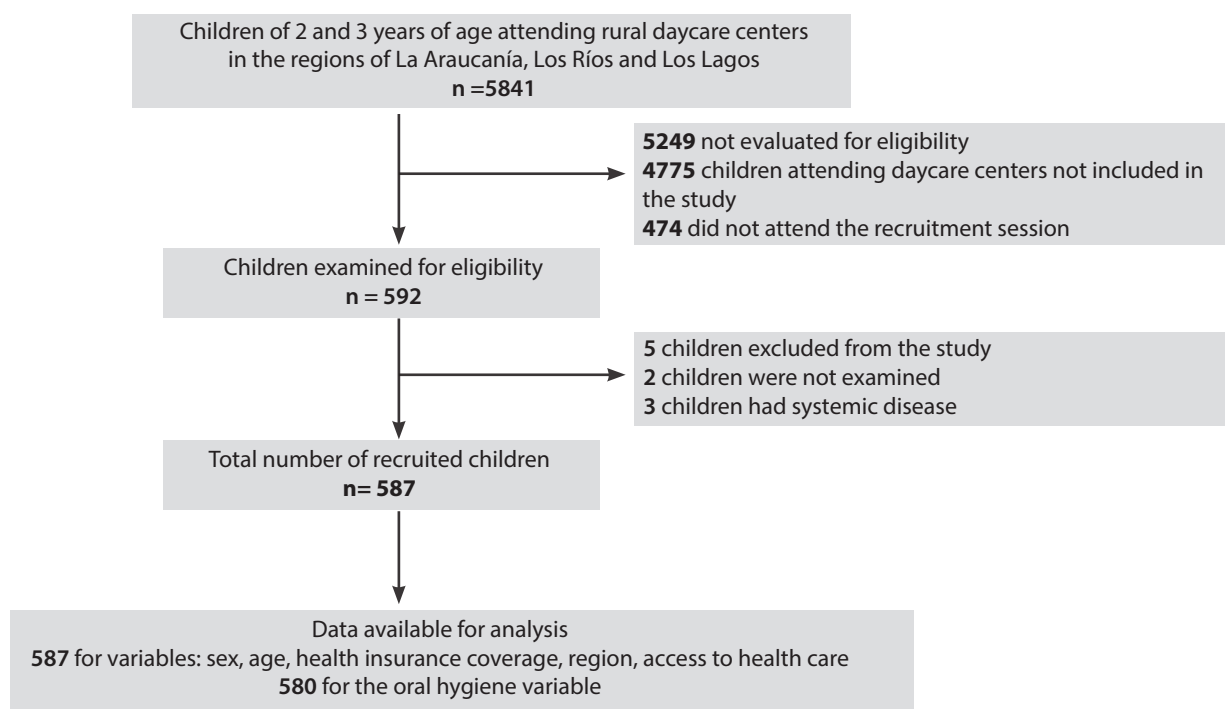 Children of 2 and 3 years of age attending rural daycare centers
in the regions of La Araucanía, Los Ríos and Los Lagos
n =5841
5249 not evaluated for eligibility
4775 children attending daycare centers not included in
the study
474 did not attend the recruitment session
Children examined for eligibility
n = 592
5 children excluded from the study
2 children were not examined
3 children had systemic disease
Total number of recruited children
n= 587
Data available for analysis
587 for variables: sex, age, health insurance coverage, region, access to health care
580 for the oral hygiene variable